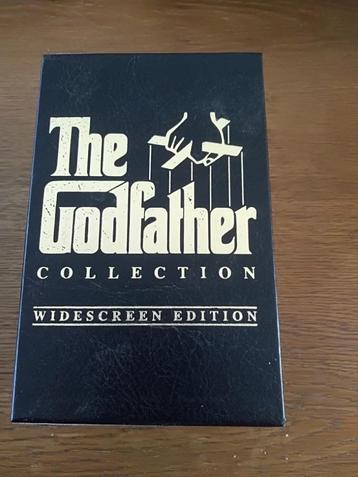 The
Godfather
COLLECTION
WIDESCREEN EDITION